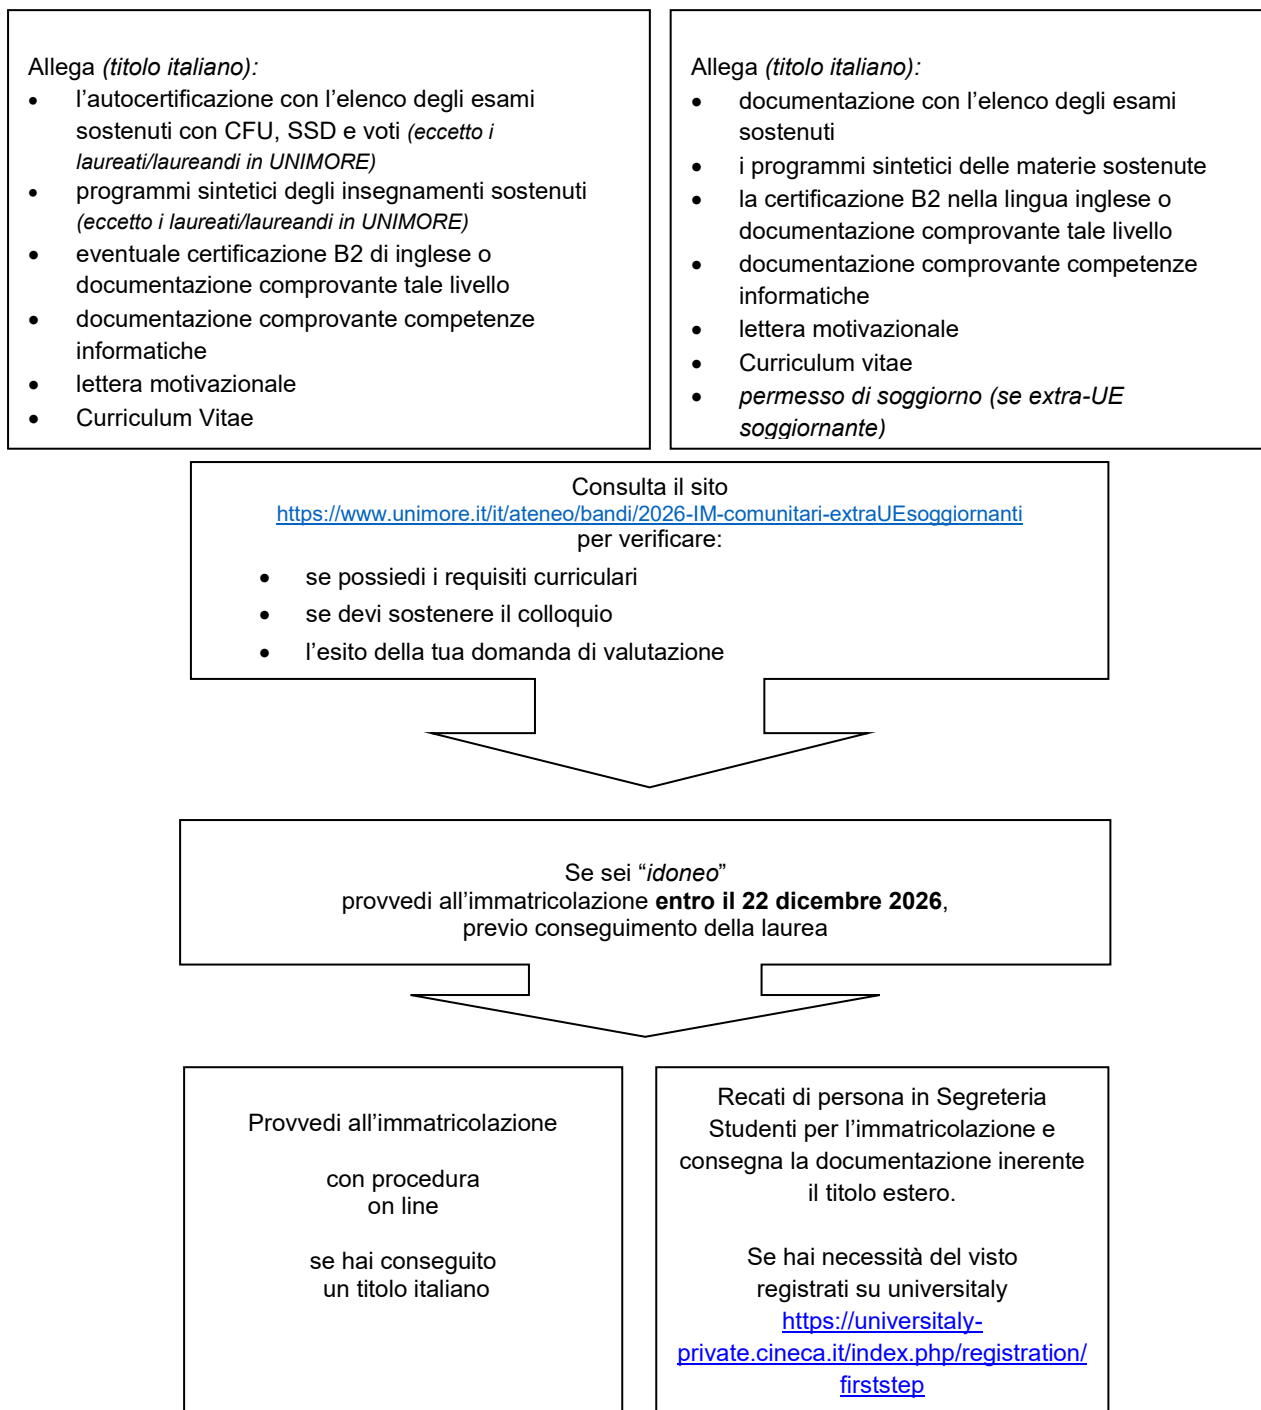 Allega (titolo italiano):
• l’autocertificazione con l’elenco degli esami
sostenuti con CFU, SSD e voti (eccetto i
laureati/laureandi in UNIMORE)
• programmi sintetici degli insegnamenti sostenuti
(eccetto i laureati/laureandi in UNIMORE)
• eventuale certificazione B2 di inglese o
documentazione comprovante tale livello
• documentazione comprovante competenze
informatiche
• lettera motivazionale
• Curriculum Vitae
Allega (titolo italiano):
• documentazione con l’elenco degli esami
sostenuti
• i programmi sintetici delle materie sostenute
• la certificazione B2 nella lingua inglese o
documentazione comprovante tale livello
• documentazione comprovante competenze
informatiche
• lettera motivazionale
• Curriculum vitae
• permesso di soggiorno (se extra-UE
soggiornante)
Consulta il sito
https://www.unimore.it/it/ateneo/bandi/2026-IM-comunitari-extraUEsoggiornanti
per verificare:
• se possiedi i requisiti curriculari
• se devi sostenere il colloquio
• l’esito della tua domanda di valutazione
Se sei “idoneo”
provvedi all’immatricolazione entro il 22 dicembre 2026,
previo conseguimento della laurea
Provvedi all’immatricolazione
con procedura
on line
se hai conseguito
un titolo italiano
Recati di persona in Segreteria
Studenti per l’immatricolazione e
consegna la documentazione inerente
il titolo estero.
Se hai necessità del visto
registrati su universitaly
https://universitaly-
private.cineca.it/index.php/registration/
firststep